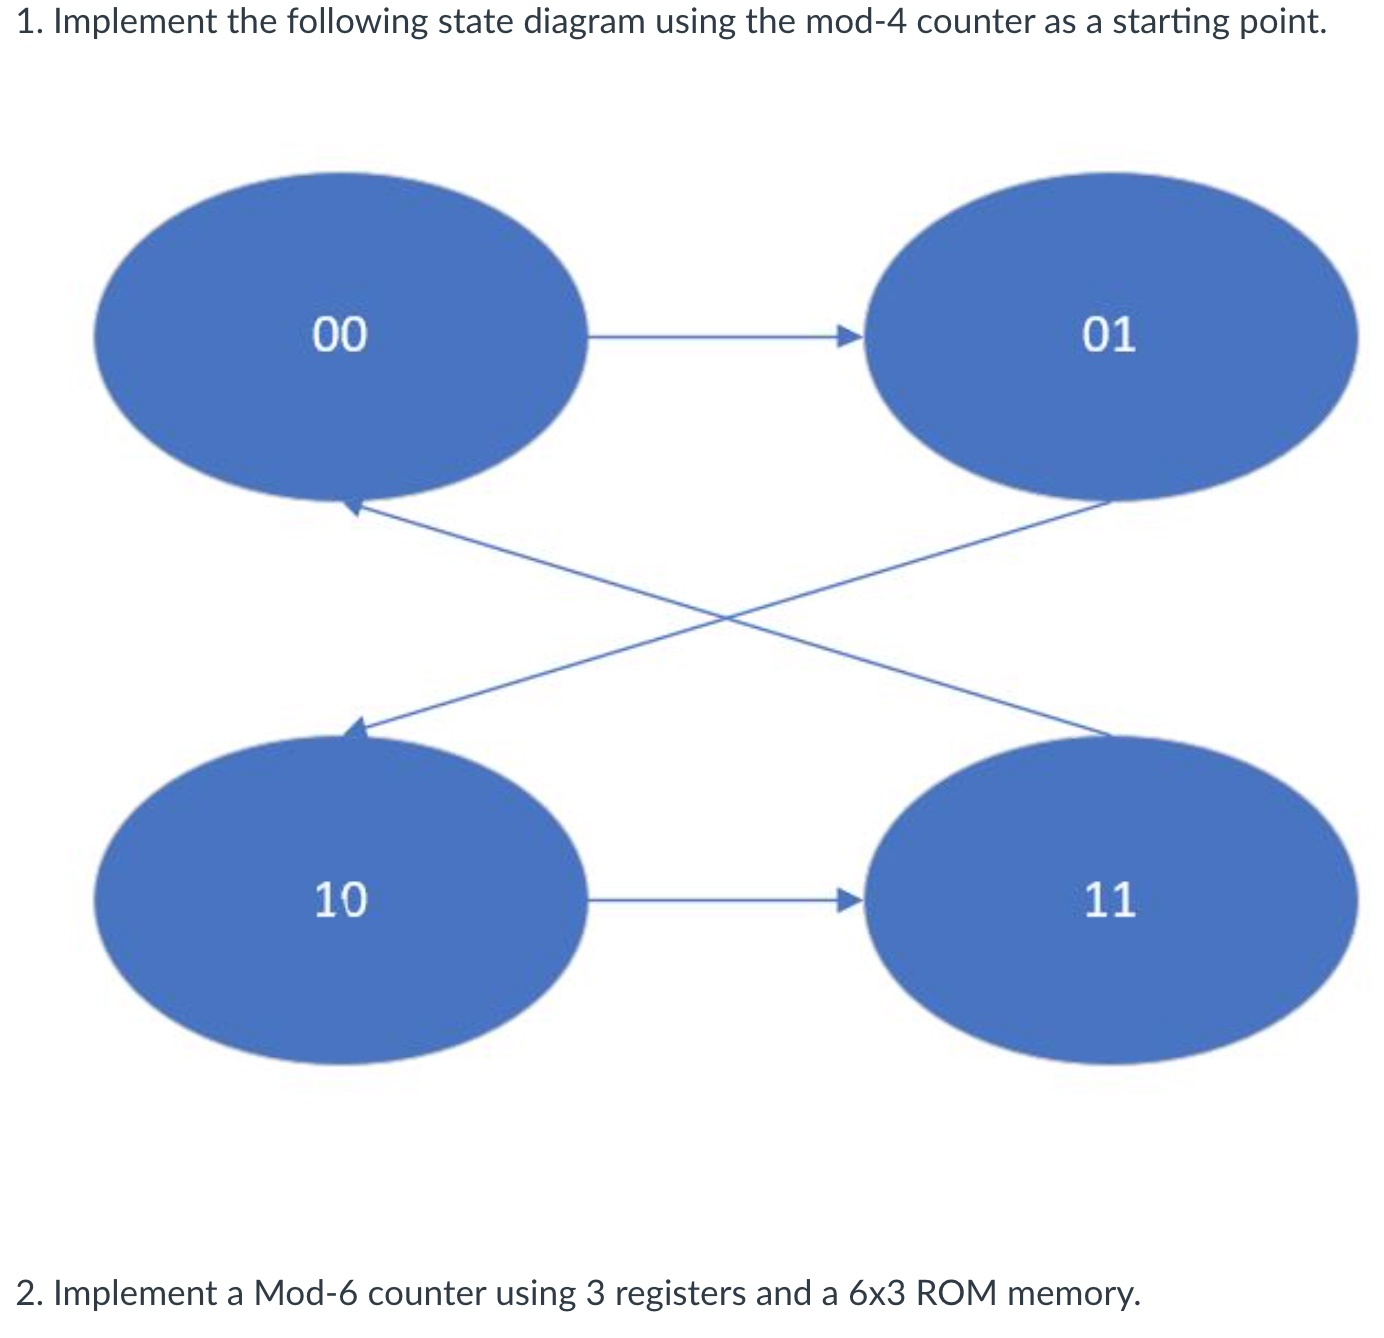 1. Implement the following state diagram using the mod-4 counter as a starting point.
00
01
10
11
2. Implement a Mod-6 counter using 3 registers and a 6x3 ROM memory.